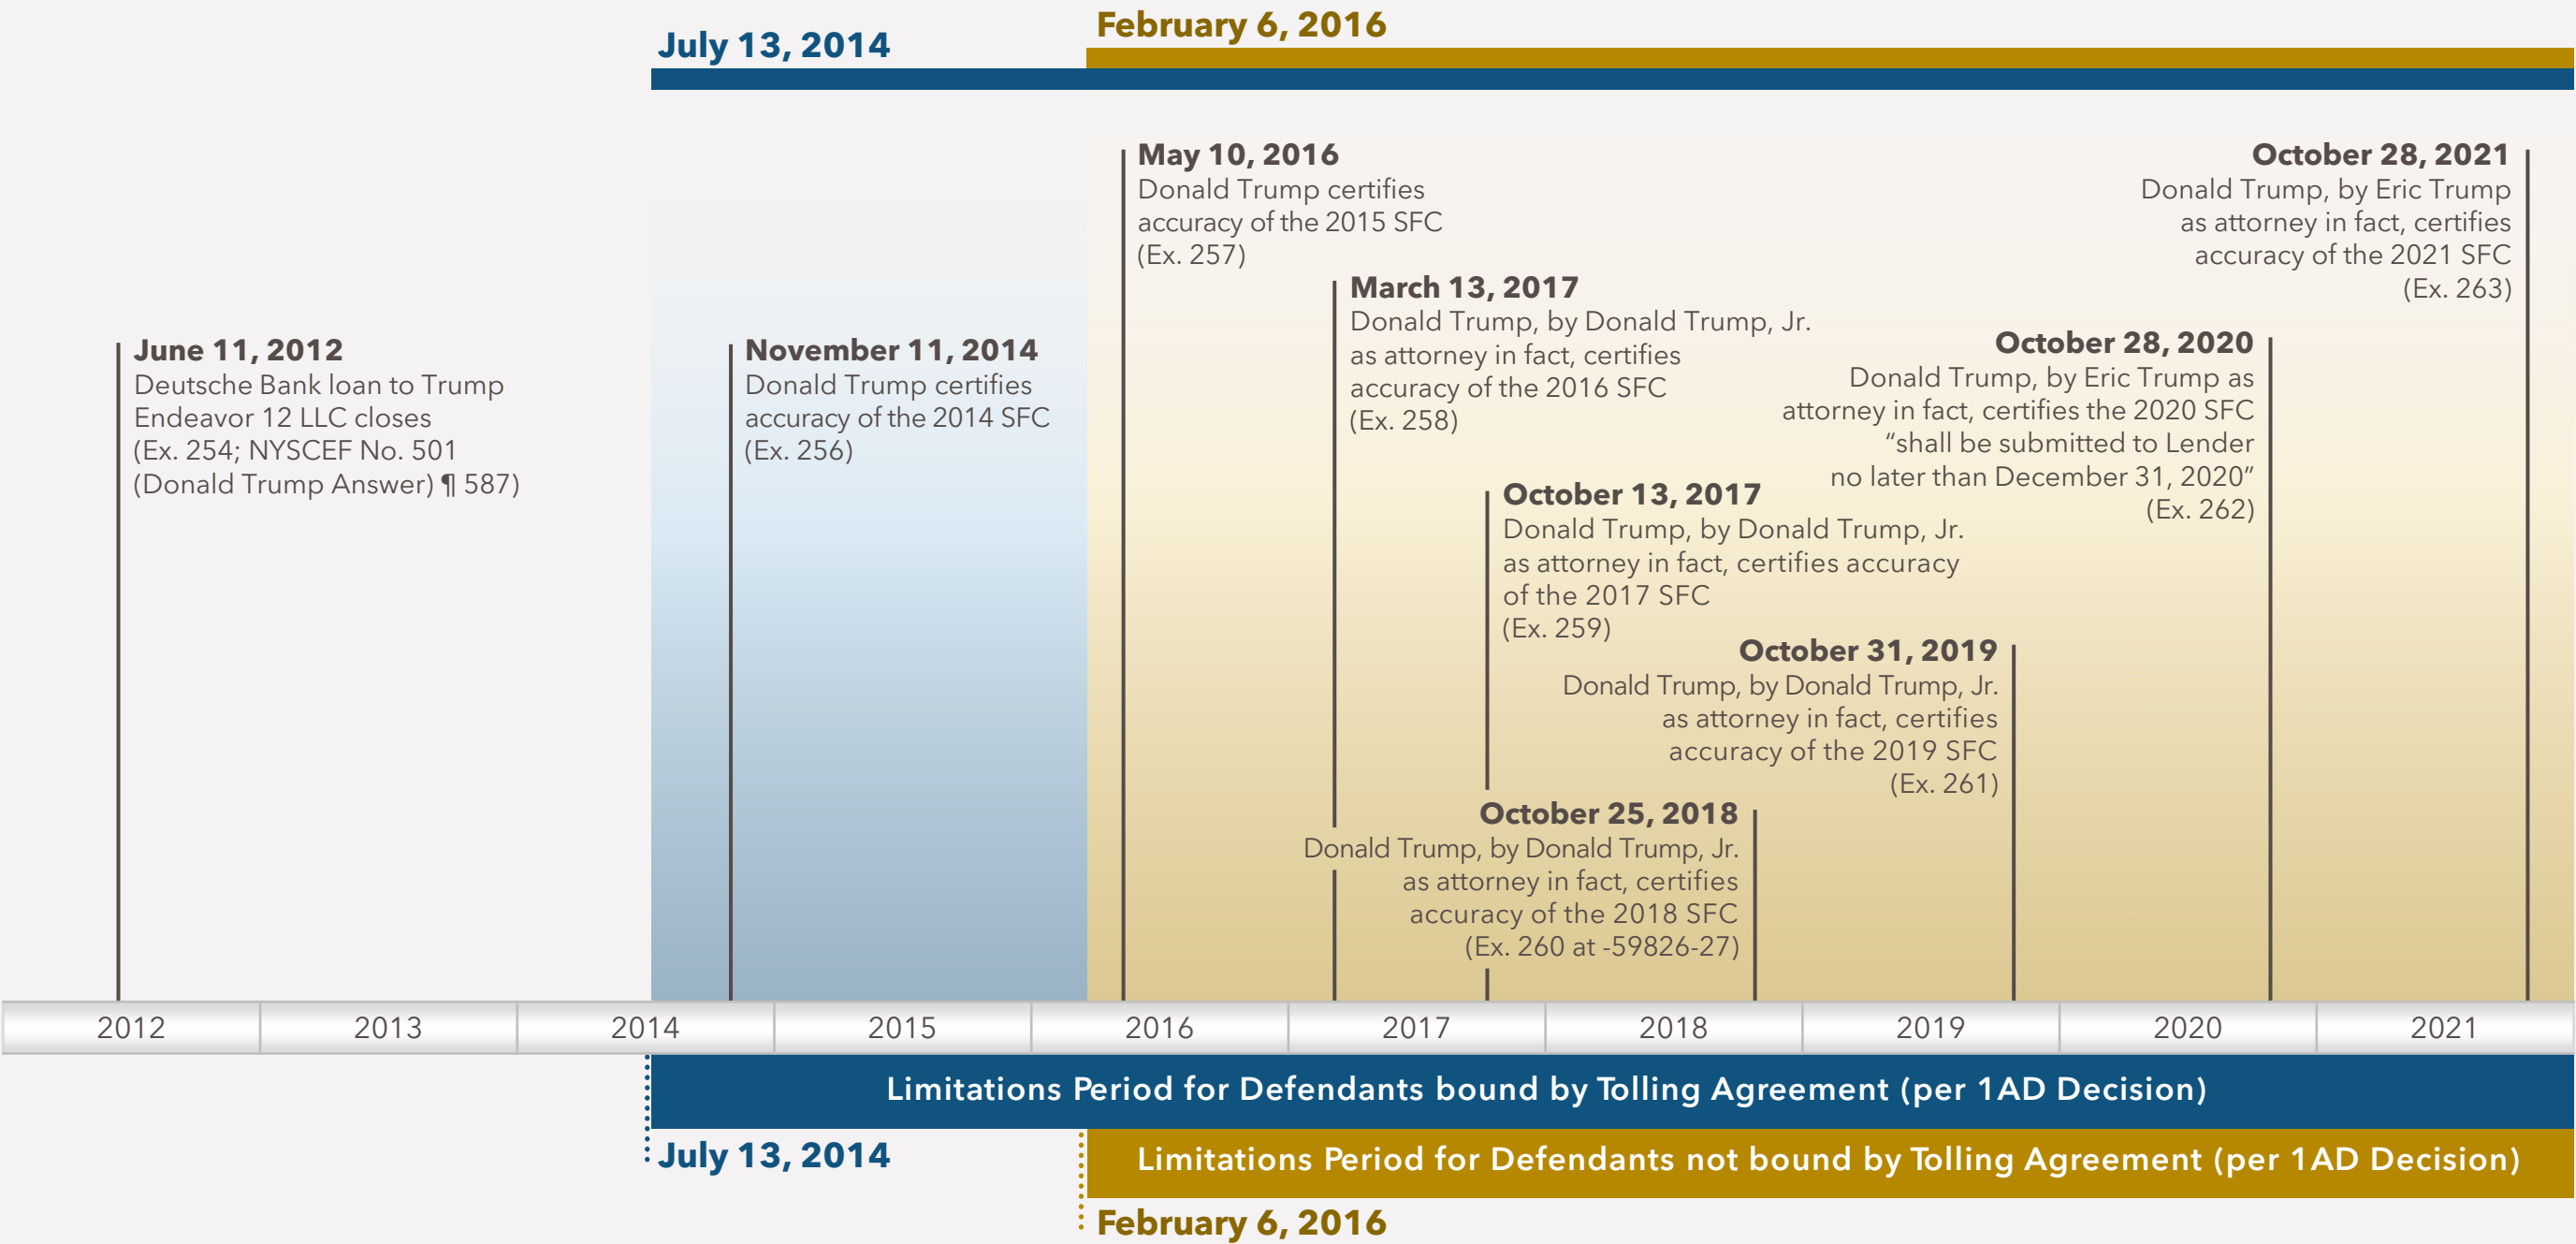 July 13, 2014
February 6, 2016
June 11, 2012
Deutsche Bank loan to Trump
Endeavor 12 LLC closes
(Ex. 254; NYSCEF No. 501
(Donald Trump Answer) ¶ 587)
November 11, 2014
Donald Trump certifies
accuracy of the 2014 SFC
(Ex. 256)
May 10, 2016
Donald Trump certifies
accuracy of the 2015 SFC
(Ex. 257)
March 13, 2017
Donald Trump, by Donald Trump, Jr.
as attorney in fact, certifies
accuracy of the 2016 SFC
(Ex. 258)
October 13, 2017
Donald Trump, by Donald Trump, Jr.
as attorney in fact, certifies accuracy
of the 2017 SFC
(Ex. 259)
October 25, 2018
Donald Trump, by Donald Trump, Jr.
as attorney in fact, certifies
accuracy of the 2018 SFC
(Ex. 260 at -59826-27)
October 31, 2019
Donald Trump, by Donald Trump, Jr.
as attorney in fact, certifies
accuracy of the 2019 SFC
(Ex. 261)
October 28, 2020
Donald Trump, by Eric Trump as
attorney in fact, certifies the 2020 SFC
“shall be submitted to Lender
no later than December 31, 2020”
(Ex. 262)
October 28, 2021
Donald Trump, by Eric Trump
as attorney in fact, certifies
accuracy of the 2021 SFC
(Ex. 263)
2012 2013 2014 2015 2016 2017 2018 2019 2020 2021
Limitations Period for Defendants bound by Tolling Agreement (per 1AD Decision)
July 13, 2014
Limitations Period for Defendants not bound by Tolling Agreement (per 1AD Decision)
February 6, 2016